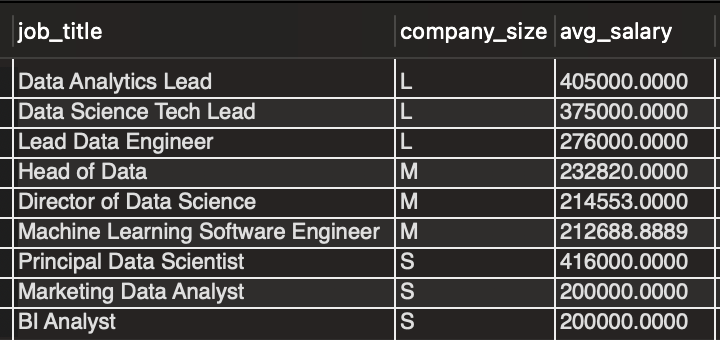 job_title company_size avg_salary
Data Analytics Lead L 405000.0000
Data Science Tech Lead L 375000.0000
Lead Data Engineer L 276000.0000
Head of Data M 232820.0000
Director of Data Science M 214553.0000
Machine Learning Software Engineer M 212688.8889
Principal Data Scientist S 416000.0000
Marketing Data Analyst S 200000.0000
BI Analyst S 200000.0000